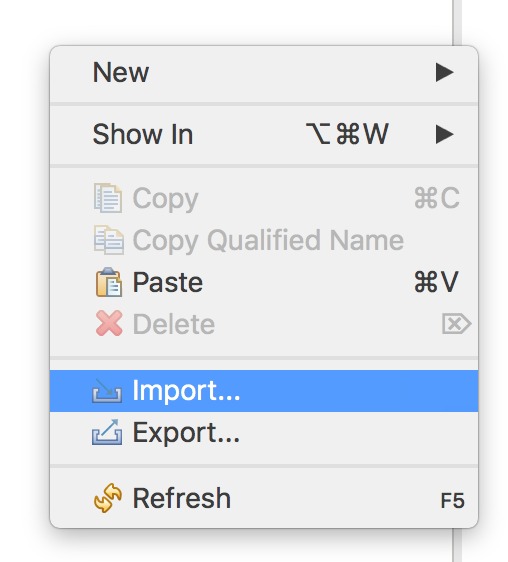 New ▶
Show In ⌥⌘W ▶
Copy ⌘C
Copy Qualified Name
Paste ⌘V
Delete ⌦
Import...
Export...
Refresh F5